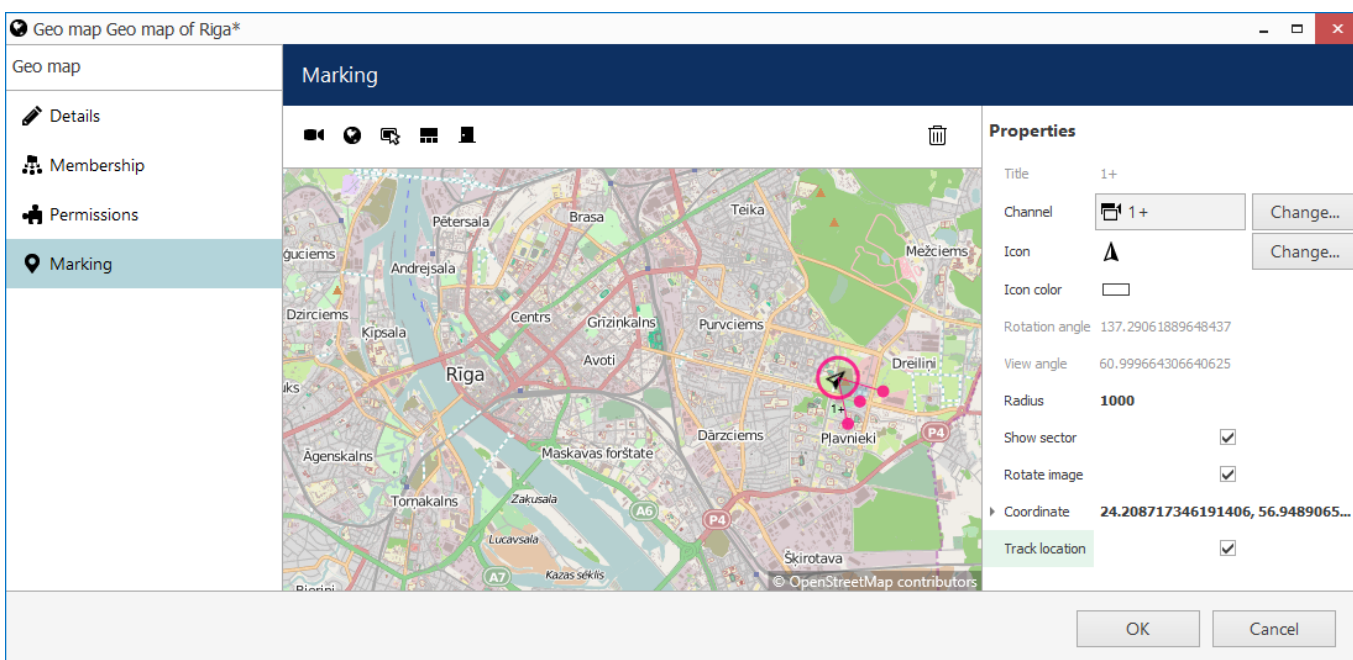 Geo map Geo map of Riga*
Geo map
Details
Membership
Permissions
Marking
Marking
Pētersala
Brasa
Teika
Mežciems
Andrejsala
Dzirciems
Ķīpsala
Centrs
Grīziņkalns
Purvciems
Avoti
Dreiliņi
Rīga
1+
Dārzciems
Pļavnieki
P4
Āgenskalns
Maskavas forštate
Torņakalns
Zaķusala
A6
P4
Lucavsala
Šķirotava
A7
Kazas sēklis
© OpenStreetMap contributors
Properties
Title 1+
Channel 1+ Change...
Icon Change...
Icon color
Rotation angle 137.29061889648437
View angle 60.999664306640625
Radius 1000
Show sector
Rotate image
Coordinate 24.208717346191406, 56.9489065...
Track location
OK Cancel